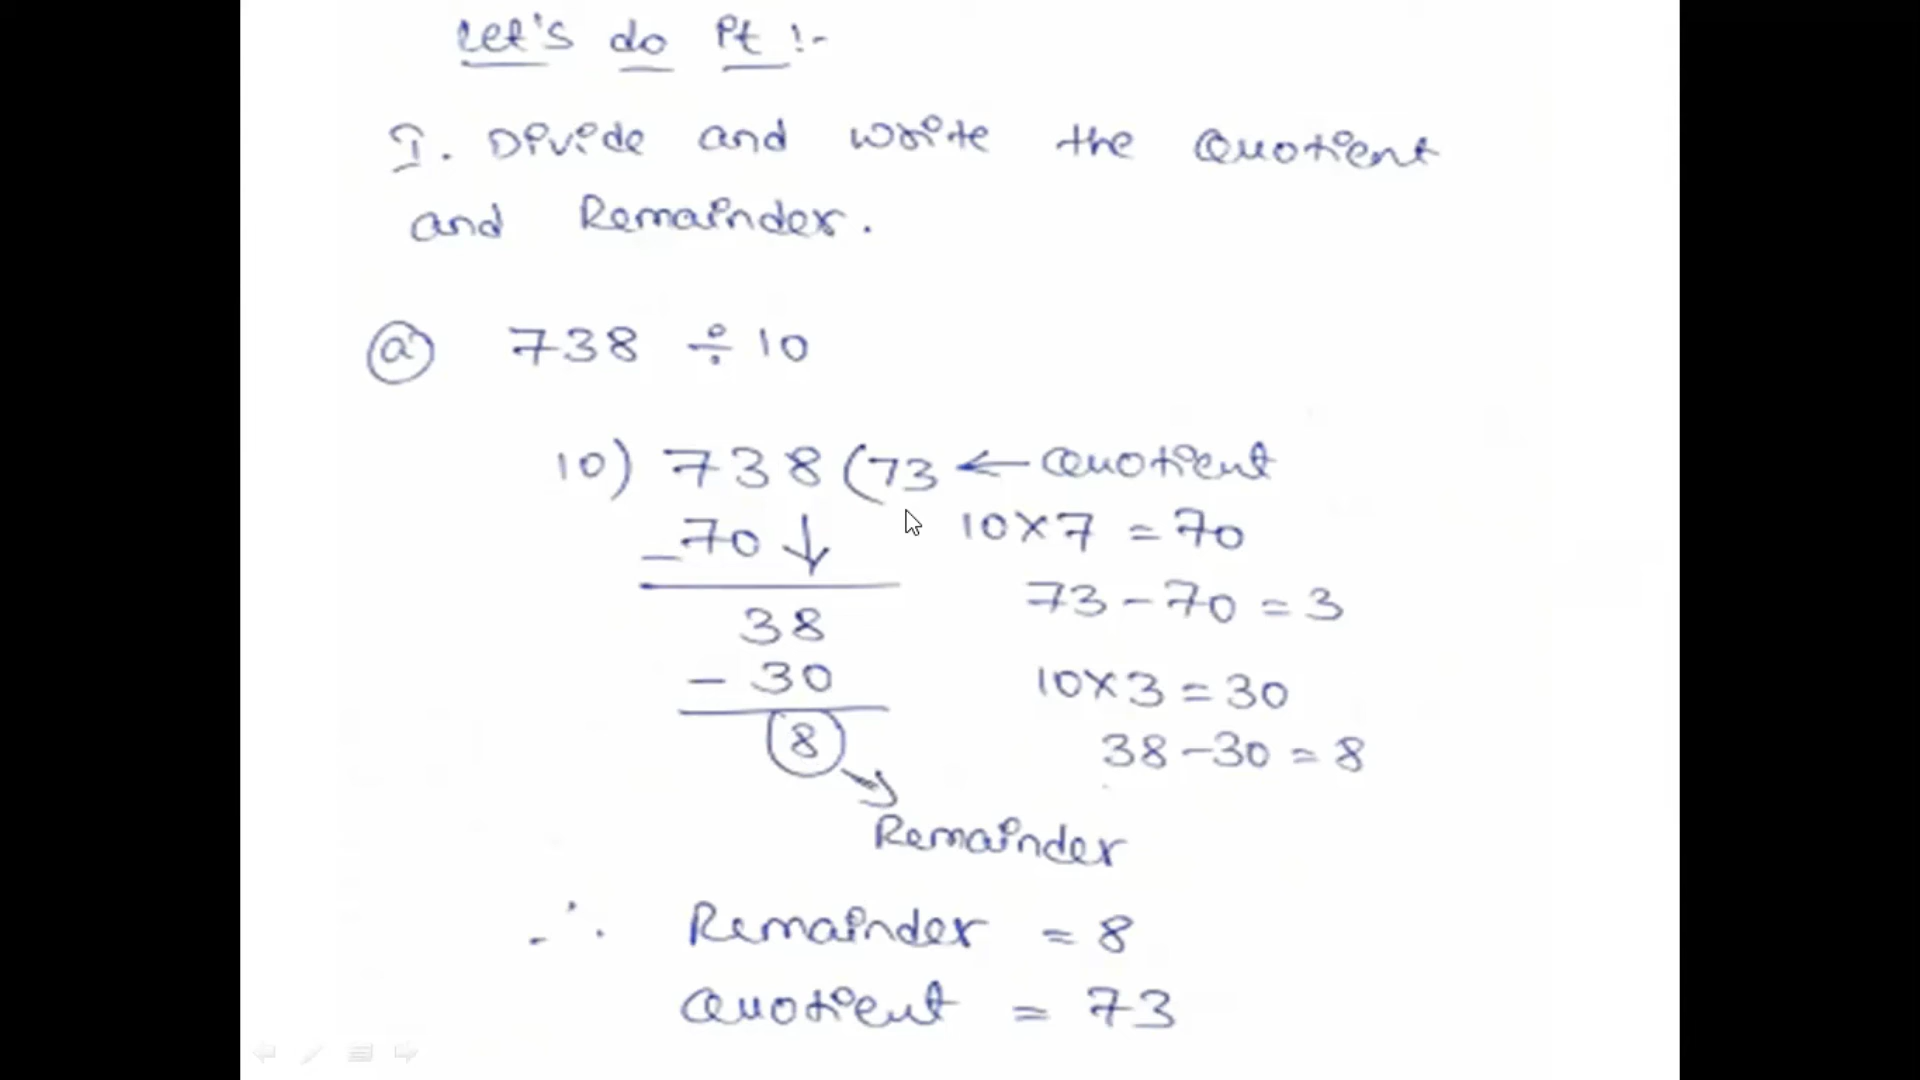 Let's do it :-
I. Divide and write the Quotient
and Remainder.
(a) 738 ÷ 10
10) 738 (73 ← Quotient
-70 ↓ 10×7 = 70
73-70 = 3
38
- 30 10×3 = 30
8 38-30 = 8
Remainder
∴ Remainder = 8
Quotient = 73